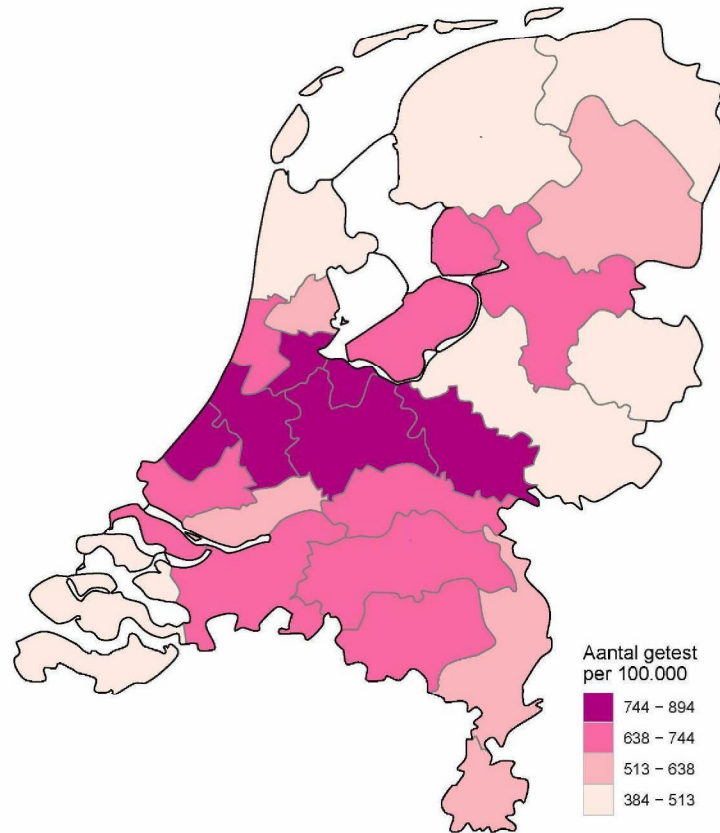 Aantal getest
per 100.000
744 – 894
638 – 744
513 – 638
384 – 513